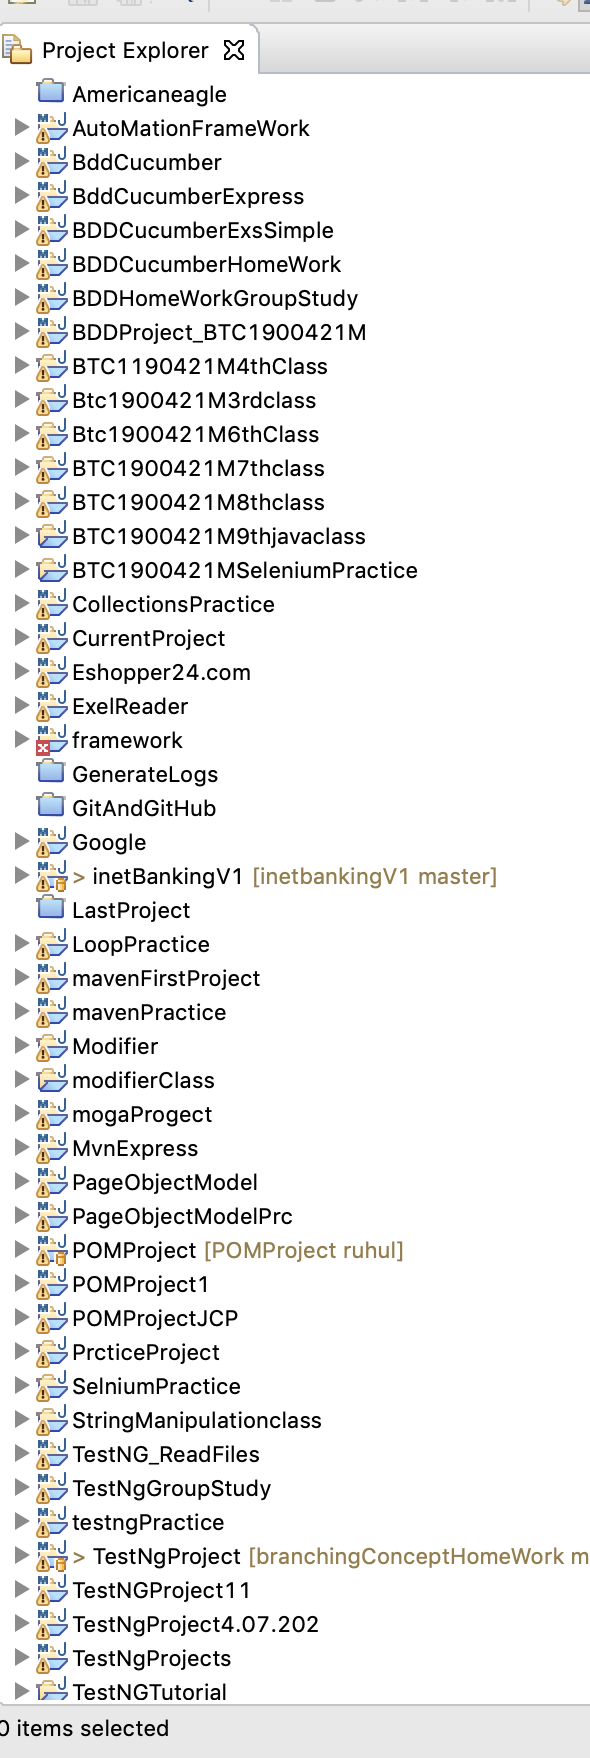 Project Explorer
Americaneagle
AutoMationFrameWork
BddCucumber
BddCucumberExpress
BDDCucumberExsSimple
BDDCucumberHomeWork
BDDHomeWorkGroupStudy
BDDProject_BTC1900421M
BTC1190421M4thClass
Btc1900421M3rdclass
Btc1900421M6thClass
BTC1900421M7thclass
BTC1900421M8thclass
BTC1900421M9thjavaclass
BTC1900421MSeleniumPractice
CollectionsPractice
CurrentProject
Eshopper24.com
ExelReader
framework
GenerateLogs
GitAndGitHub
Google
> inetBankingV1 [inetbankingV1 master]
LastProject
LoopPractice
mavenFirstProject
mavenPractice
Modifier
modifierClass
mogaProgect
MvnExpress
PageObjectModel
PageObjectModelPrc
POMProject [POMProject ruhul]
POMProject1
POMProjectJCP
PrcticeProject
SelniumPractice
StringManipulationclass
TestNG_ReadFiles
TestNgGroupStudy
testngPractice
> TestNgProject [branchingConceptHomeWork m
TestNGProject11
TestNgProject4.07.202
TestNgProjects
TestNGTutorial
0 items selected